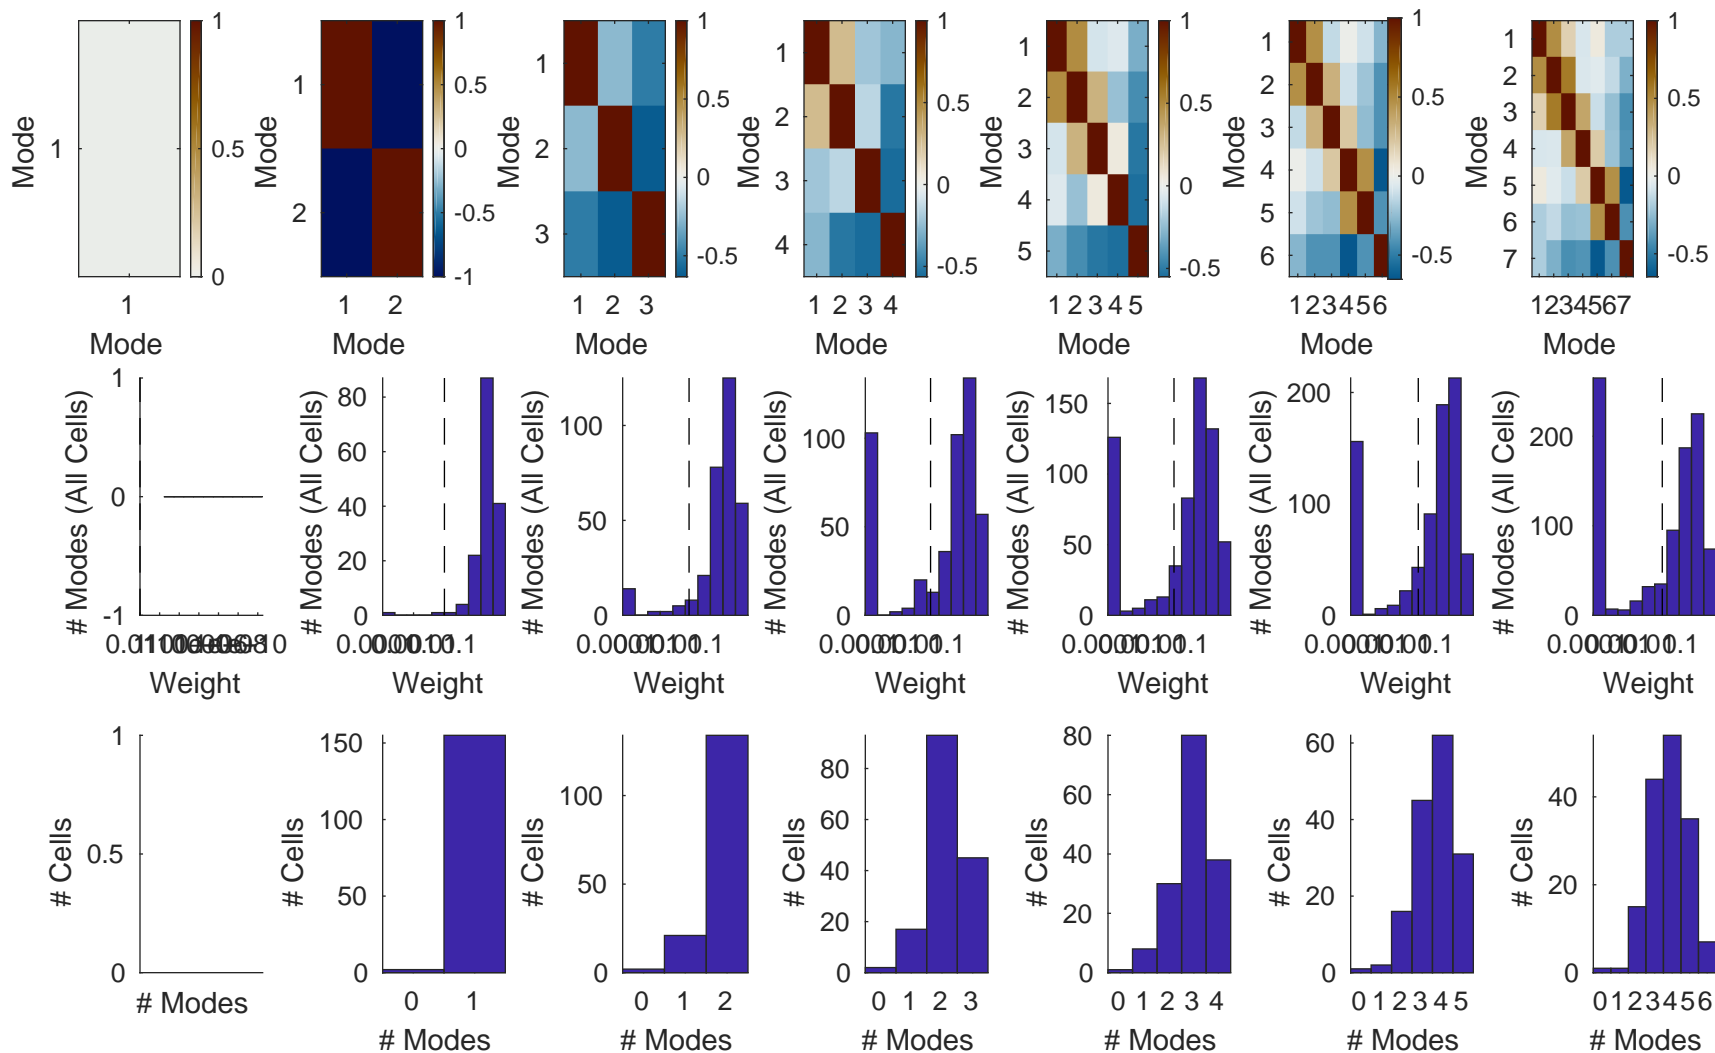 Mode
1
1
Mode
1
0.5
0
Mode
1
2
1 2
Mode
1
0.5
0
-0.5
-1
Mode
1
2
3
1 2 3
Mode
1
0.5
0
-0.5
Mode
1
2
3
4
1 2 3 4
Mode
1
0.5
0
-0.5
Mode
1
2
3
4
5
1 2 3 4 5
Mode
1
0.5
0
-0.5
Mode
1
2
3
4
5
6
123456
Mode
1
0.5
0
-0.5
Mode
1
2
3
4
5
6
7
1234567
Mode
1
0.5
0
-0.5
# Modes (All Cells)
1
0
-1
Weight
# Modes (All Cells)
80
60
40
20
0
Weight
# Modes (All Cells)
100
50
0
Weight
# Modes (All Cells)
100
50
0
Weight
# Modes (All Cells)
150
100
50
0
Weight
# Modes (All Cells)
200
100
0
Weight
# Modes (All Cells)
200
100
0
Weight
# Cells
1
0.5
0
# Modes
# Cells
150
100
50
0
0 1
# Modes
# Cells
100
50
0
0 1 2
# Modes
# Cells
80
60
40
20
0
0 1 2 3
# Modes
# Cells
80
60
40
20
0
0 1 2 3 4
# Modes
# Cells
60
40
20
0
0 1 2 3 4 5
# Modes
# Cells
40
20
0
0123456
# Modes